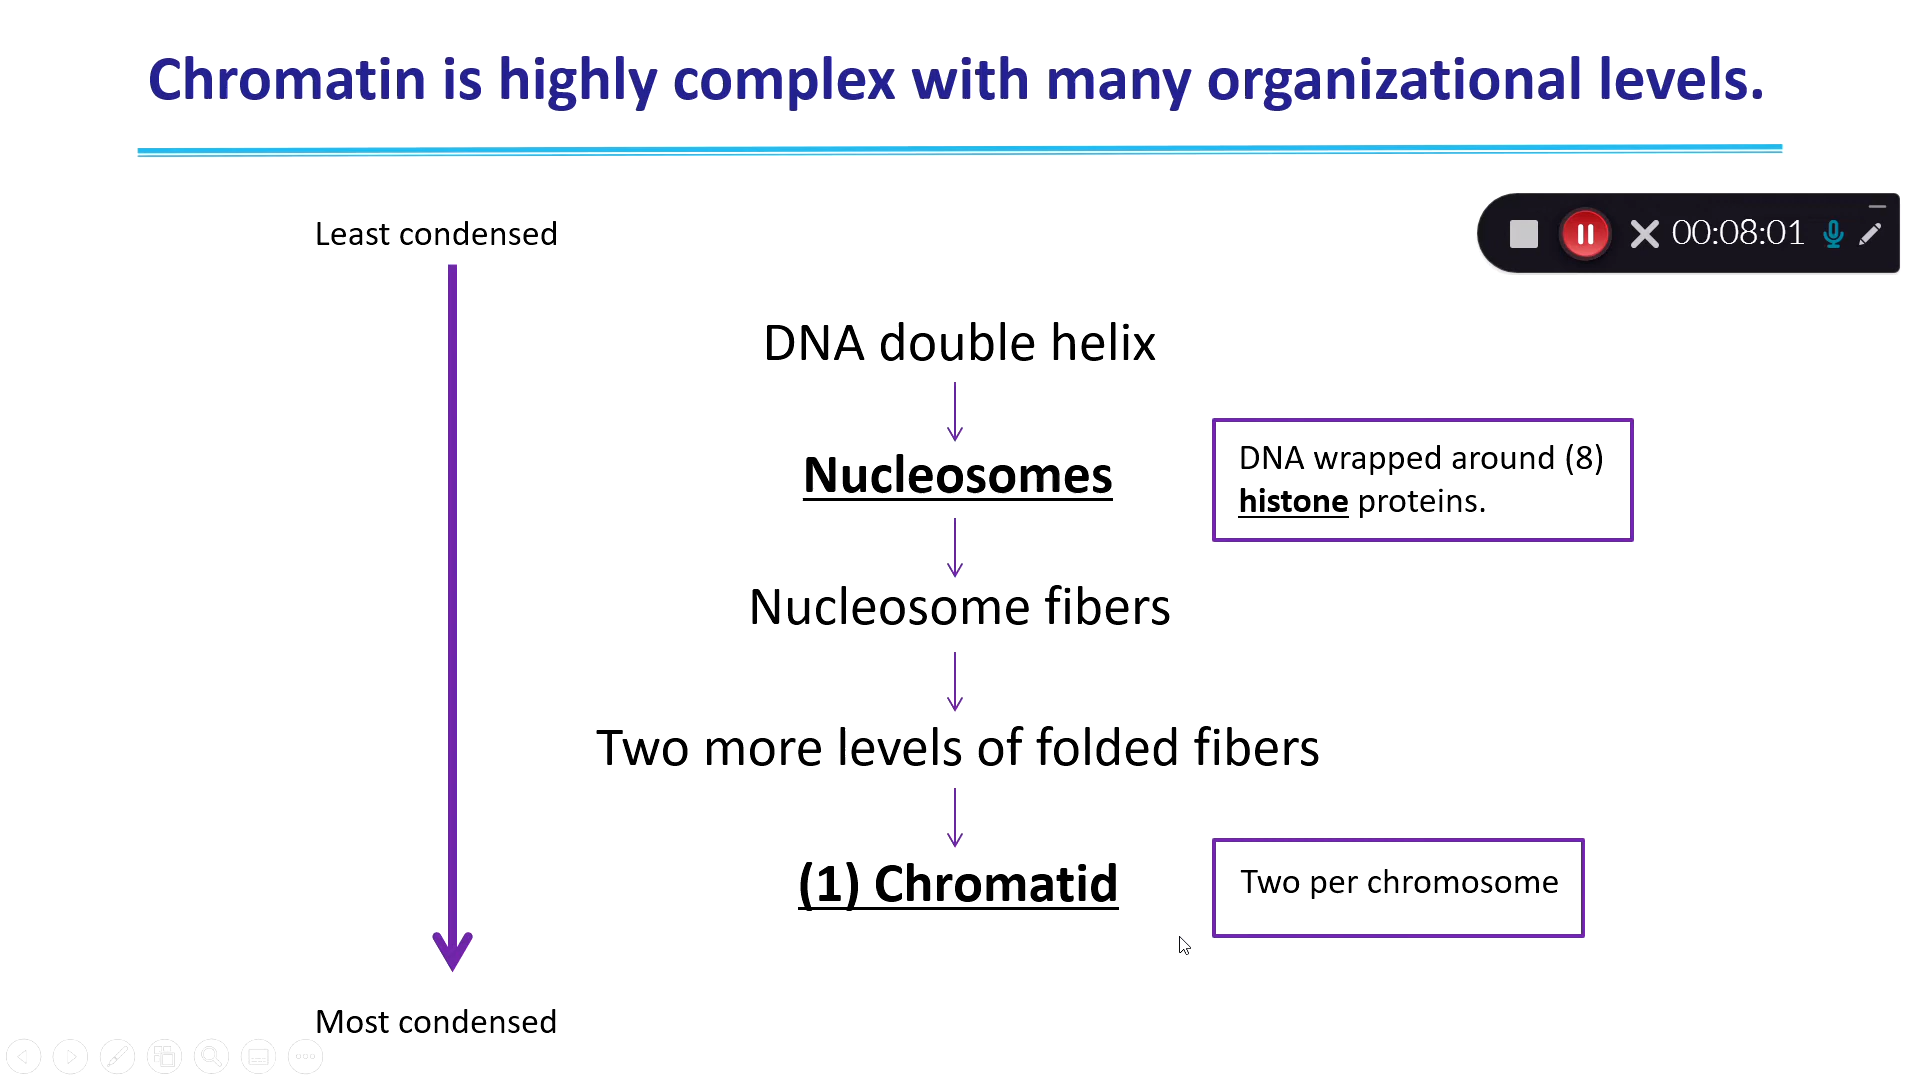 Chromatin is highly complex with many organizational levels.
Least condensed
00:08:01
DNA double helix
Nucleosomes
DNA wrapped around (8)
histone proteins.
Nucleosome fibers
Two more levels of folded fibers
(1) Chromatid
Two per chromosome
Most condensed